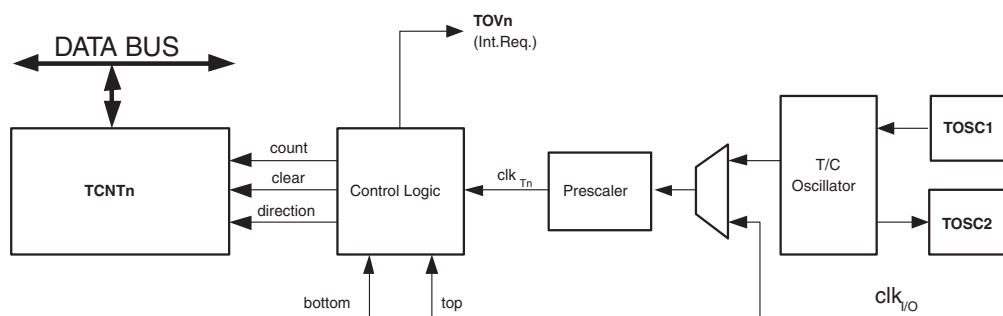 TOVn
(Int.Req.)
DATA BUS
TCNTn
count
clear
direction
Control Logic
clk Tn
Prescaler
T/C
Oscillator
TOSC1
TOSC2
bottom
top
clk I/O